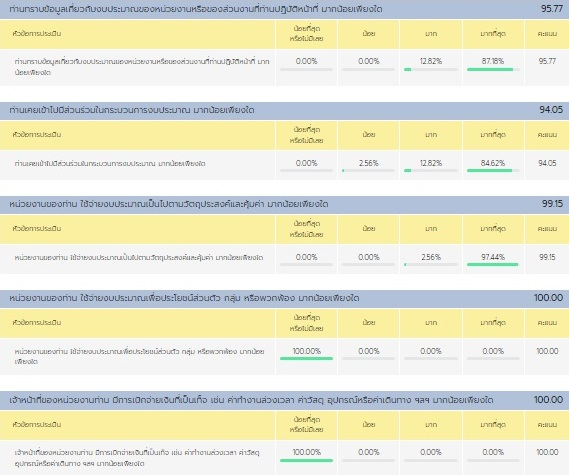 ท่านทราบข้อมูลเกี่ยวกับงบประมาณของหน่วยงานหรือของส่วนงานที่ท่านปฏิบัติหน้าที่ มากน้อยเพียงใด 95.77
หัวข้อการประเมิน น้อยที่สุด หรือไม่มีเลย น้อย มาก มากที่สุด คะแนน
ท่านทราบข้อมูลเกี่ยวกับงบประมาณของหน่วยงานหรือของส่วนงานที่ท่านปฏิบัติหน้าที่ มาก 0.00% 0.00% 12.82% 87.18% 95.77
น้อยเพียงใด
ท่านเคยเข้าไปมีส่วนร่วมในกระบวนการงบประมาณ มากน้อยเพียงใด 94.05
หัวข้อการประเมิน น้อยที่สุด หรือไม่มีเลย น้อย มาก มากที่สุด คะแนน
ท่านเคยเข้าไปมีส่วนร่วมในกระบวนการงบประมาณ มากน้อยเพียงใด 0.00% 2.56% 12.82% 84.62% 94.05
หน่วยงานของท่าน ใช้จ่ายงบประมาณเป็นไปตามวัตถุประสงค์และคุ้มค่า มากน้อยเพียงใด 99.15
หัวข้อการประเมิน น้อยที่สุด หรือไม่มีเลย น้อย มาก มากที่สุด คะแนน
หน่วยงานของท่าน ใช้จ่ายงบประมาณเป็นไปตามวัตถุประสงค์และคุ้มค่า มากน้อยเพียงใด 0.00% 0.00% 2.56% 97.44% 99.15
หน่วยงานของท่าน ใช้จ่ายงบประมาณเพื่อประโยชน์ส่วนตัว กลุ่ม หรือพวกพ้อง มากน้อยเพียงใด 100.00
หัวข้อการประเมิน น้อยที่สุด หรือไม่มีเลย น้อย มาก มากที่สุด คะแนน
หน่วยงานของท่าน ใช้จ่ายงบประมาณเพื่อประโยชน์ส่วนตัว กลุ่ม หรือพวกพ้อง มากน้อย 100.00% 0.00% 0.00% 0.00% 100.00
เพียงใด
เจ้าหน้าที่ของหน่วยงานท่าน มีการเบิกจ่ายเงินที่เป็นเท็จ เช่น ค่าทำงานล่วงเวลา ค่าวัสดุ อุปกรณ์หรือค่าเดินทาง ฯลฯ มากน้อยเพียงใด 100.00
หัวข้อการประเมิน น้อยที่สุด หรือไม่มีเลย น้อย มาก มากที่สุด คะแนน
เจ้าหน้าที่ของหน่วยงานท่าน มีการเบิกจ่ายเงินที่เป็นเท็จ เช่น ค่าทำงานล่วงเวลา ค่าวัสดุ 100.00% 0.00% 0.00% 0.00% 100.00
อุปกรณ์หรือค่าเดินทาง ฯลฯ มากน้อยเพียงใด